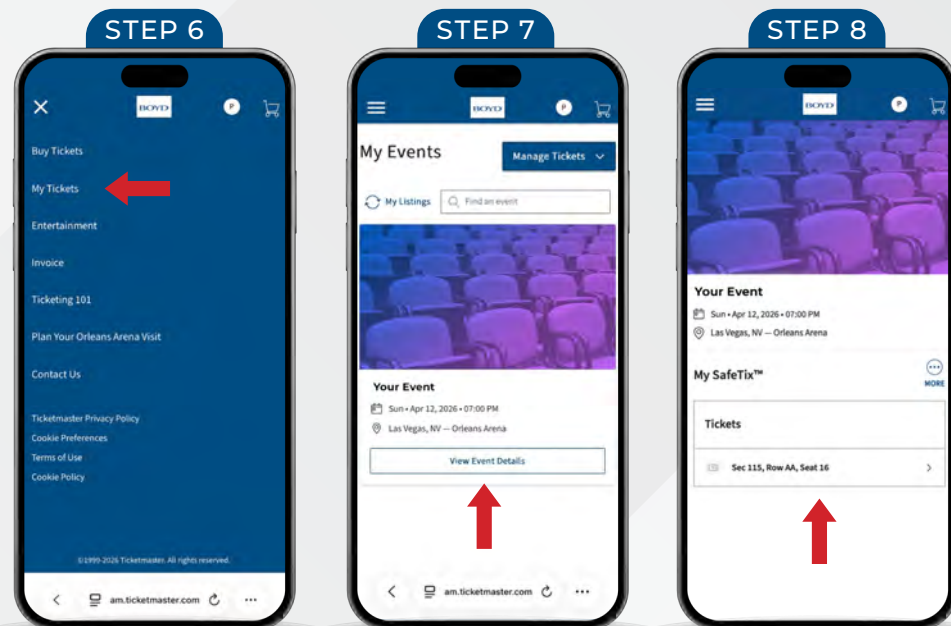 STEP 6
BOYD
P
Buy Tickets
My Tickets
Entertainment
Invoice
Ticketing 101
Plan Your Orleans Arena Visit
Contact Us
Ticketmaster Privacy Policy
Cookie Preferences
Terms of Use
Cookie Policy
©1999-2026 Ticketmaster. All rights reserved.
am.ticketmaster.com
STEP 7
BOYD
P
My Events
Manage Tickets
My Listings
Find an event
Your Event
Sun • Apr 12, 2026 • 07:00 PM
Las Vegas, NV — Orleans Arena
View Event Details
am.ticketmaster.com
STEP 8
BOYD
P
Your Event
Sun • Apr 12, 2026 • 07:00 PM
Las Vegas, NV — Orleans Arena
My SafeTix™
MORE
Tickets
Sec 115, Row AA, Seat 16